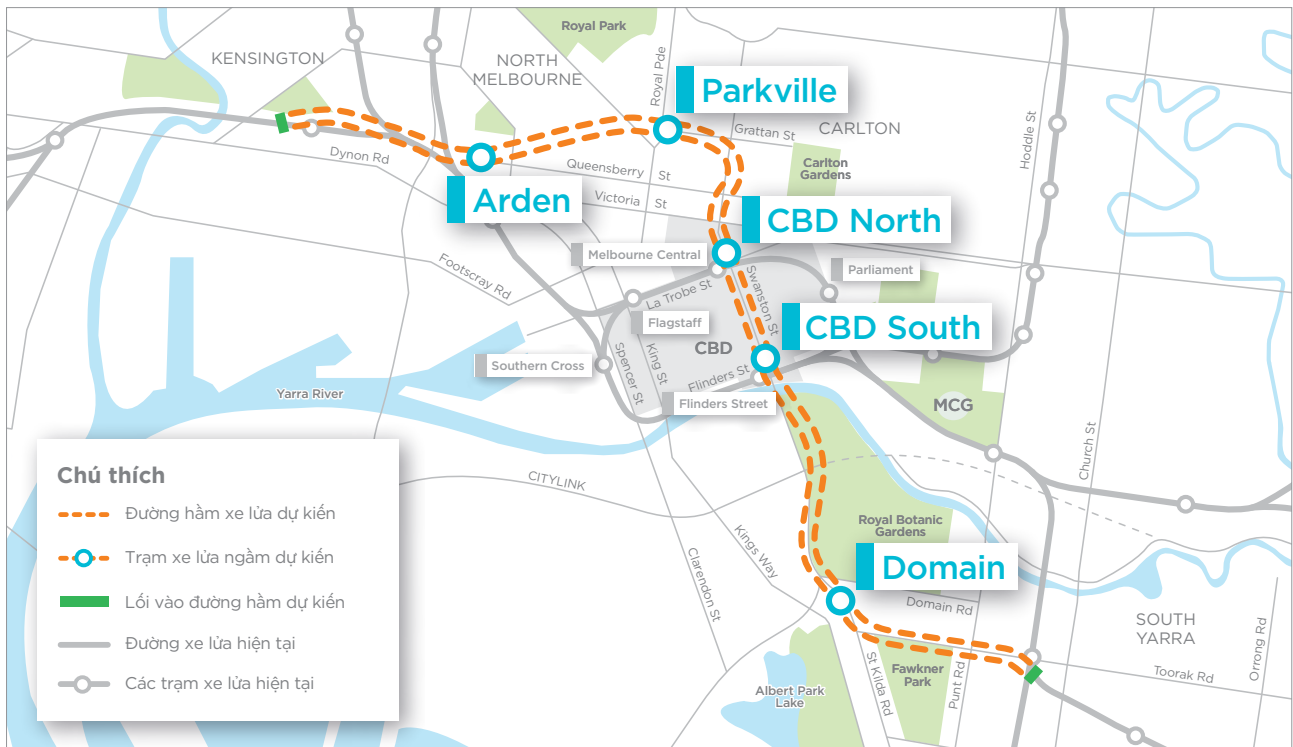 Royal Park
KENSINGTON
NORTH
MELBOURNE
Royal Pde
Parkville
Grattan St
CARLTON
Hoddle St
Dynon Rd
Queensberry St
Carlton
Gardens
Arden
Victoria St
CBD North
Melbourne Central
Footscray Rd
La Trobe St
Swanston St
Parliament
Flagstaff
CBD South
CBD
Southern Cross
Spencer St
King St
Flinders St
Yarra River
Flinders Street
MCG
Church St
CITYLINK
Royal Botanic
Gardens
Kings Way
Clarendon St
Domain
Domain Rd
SOUTH
YARRA
Orrong Rd
Toorak Rd
St Kilda Rd
Fawkner
Park
Punt Rd
Albert Park
Lake
Chú thích
Đường hầm xe lửa dự kiến
Trạm xe lửa ngầm dự kiến
Lối vào đường hầm dự kiến
Đường xe lửa hiện tại
Các trạm xe lửa hiện tại